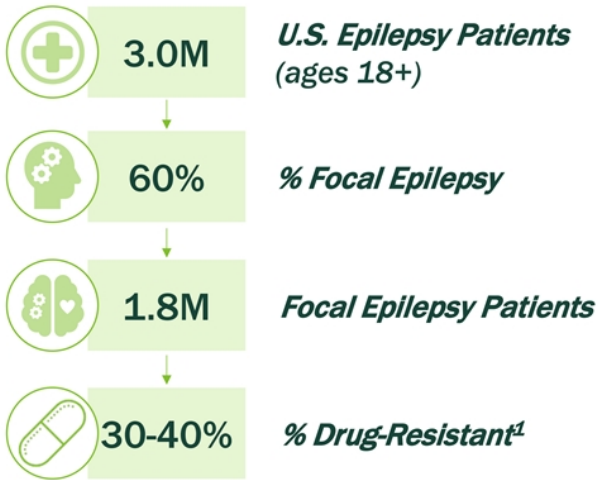 3.0M
U.S. Epilepsy Patients
(ages 18+)
60%
% Focal Epilepsy
1.8M
Focal Epilepsy Patients
30-40%
% Drug-Resistant¹